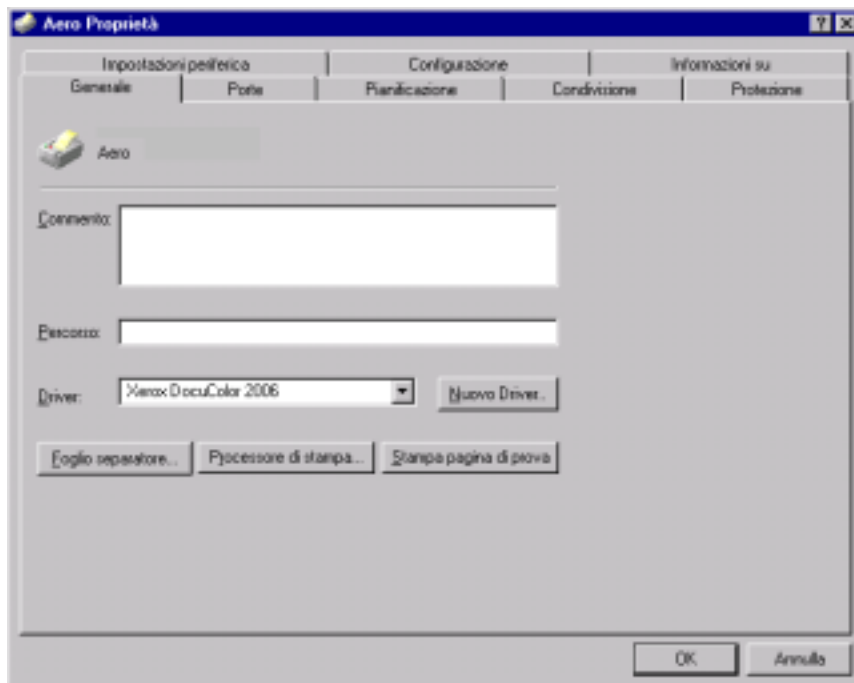 Aero Proprietà
Impostazioni periferica Configurazione Informazioni su
Generale Porte Pianificazione Condivisione Protezione
Aero
Commento:
Percorso:
Driver: Xerox DocuColor 2006 Nuovo Driver..
Foglio separatore... Processore di stampa... Stampa pagina di prova
OK Annulla